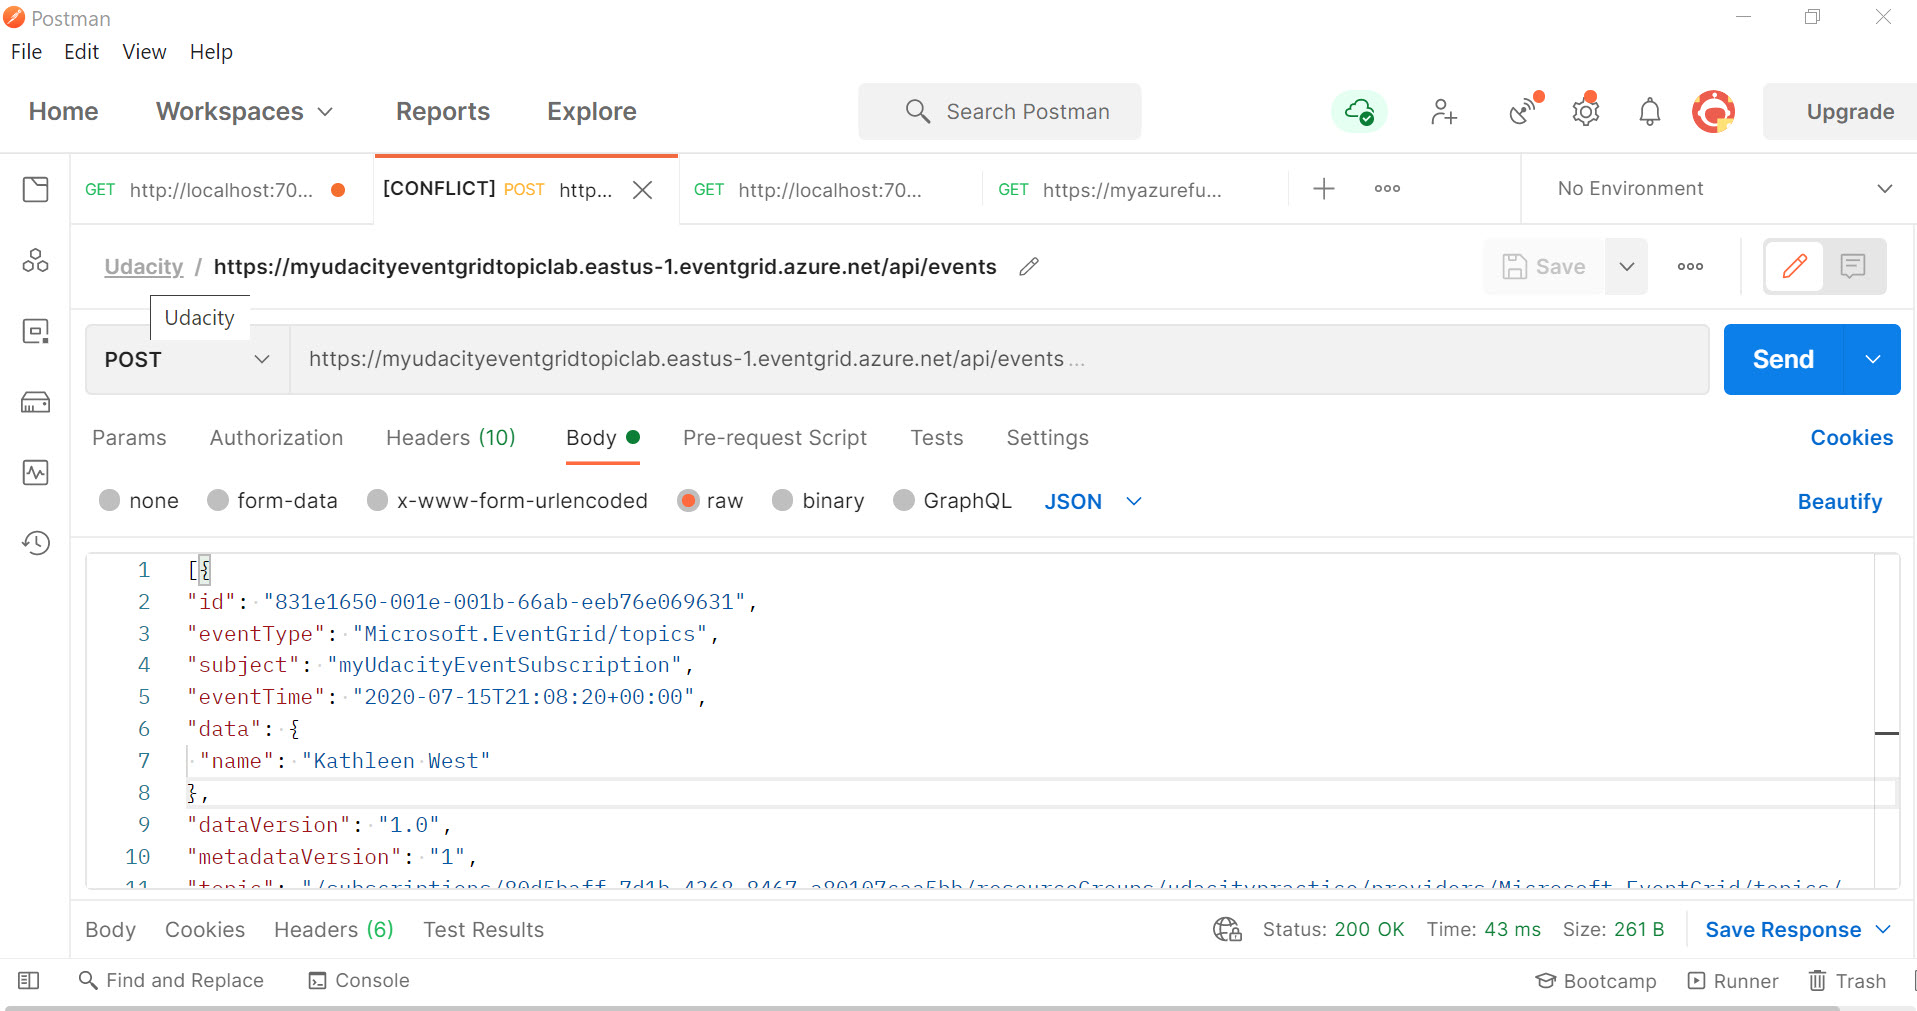 Postman
File Edit View Help
Home Workspaces Reports Explore Search Postman Upgrade
GET http://localhost:70... [CONFLICT] POST http... GET http://localhost:70... GET https://myazurefu... No Environment
Udacity / https://myudacityeventgridtopiclab.eastus-1.eventgrid.azure.net/api/events Save
Udacity
POST https://myudacityeventgridtopiclab.eastus-1.eventgrid.azure.net/api/events ... Send
Params Authorization Headers (10) Body Pre-request Script Tests Settings Cookies
none form-data x-www-form-urlencoded raw binary GraphQL JSON Beautify
1 [{
2 "id": "831e1650-001e-001b-66ab-eeb76e069631",
3 "eventType": "Microsoft.EventGrid/topics",
4 "subject": "myUdacityEventSubscription",
5 "eventTime": "2020-07-15T21:08:20+00:00",
6 "data": {
7 "name": "Kathleen West"
8 },
9 "dataVersion": "1.0",
10 "metadataVersion": "1",
11 "topic": "/subscriptions/
Body Cookies Headers (6) Test Results Status: 200 OK Time: 43 ms Size: 261 B Save Response
Find and Replace Console Bootcamp Runner Trash